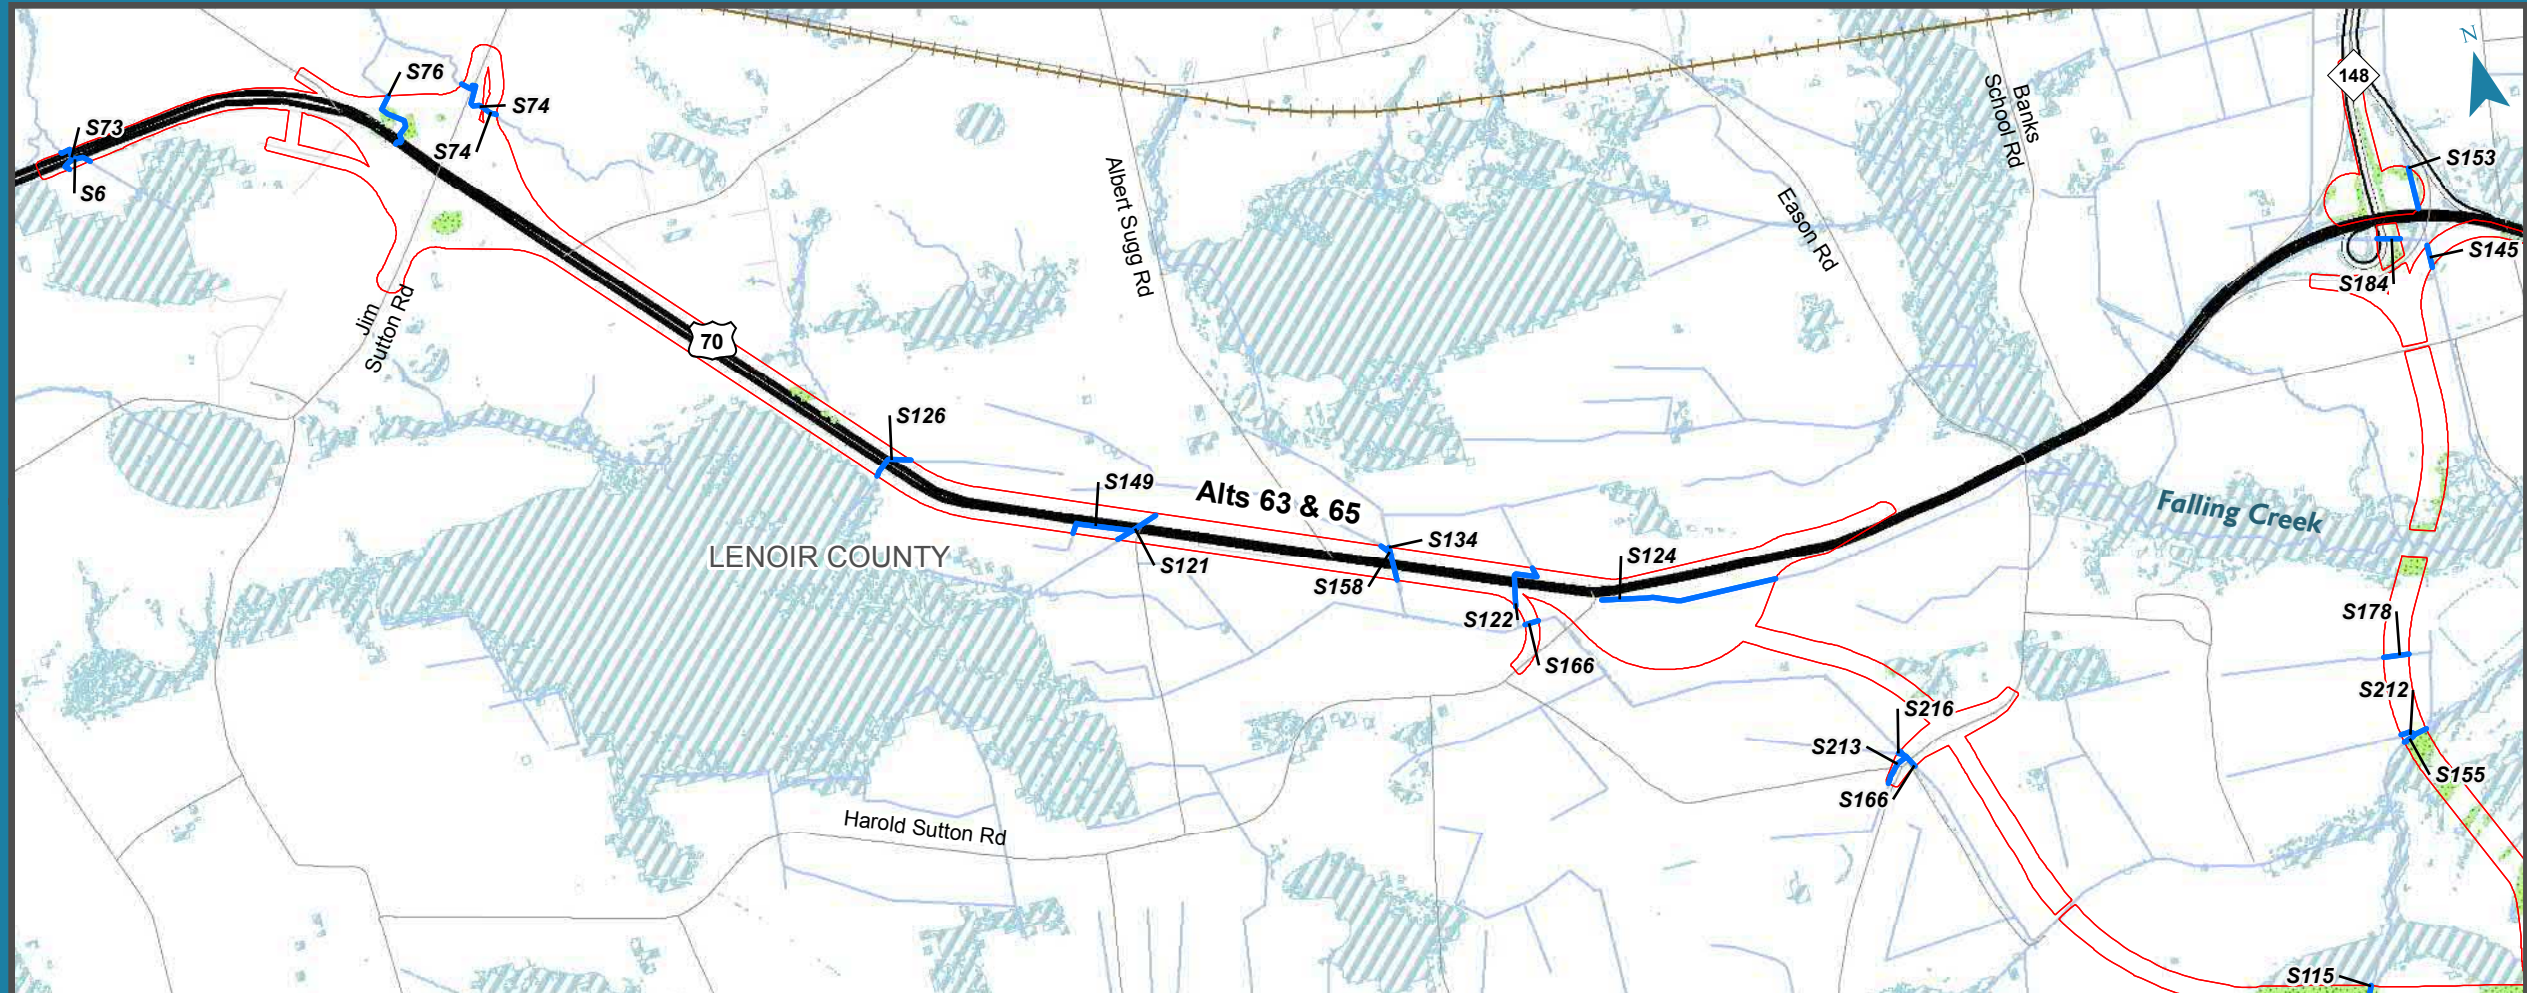 N
S76
148
S74
Banks
School Rd
S73
S74
S153
Albert Sugg Rd
S6
Eason Rd
S145
S184
Jim
Sutton Rd
70
S126
S149
Alts 63 & 65
Falling Creek
S134
LENOIR COUNTY
S121
S124
S158
S122
S178
S166
S212
S216
S213
S155
S166
Harold Sutton Rd
S115